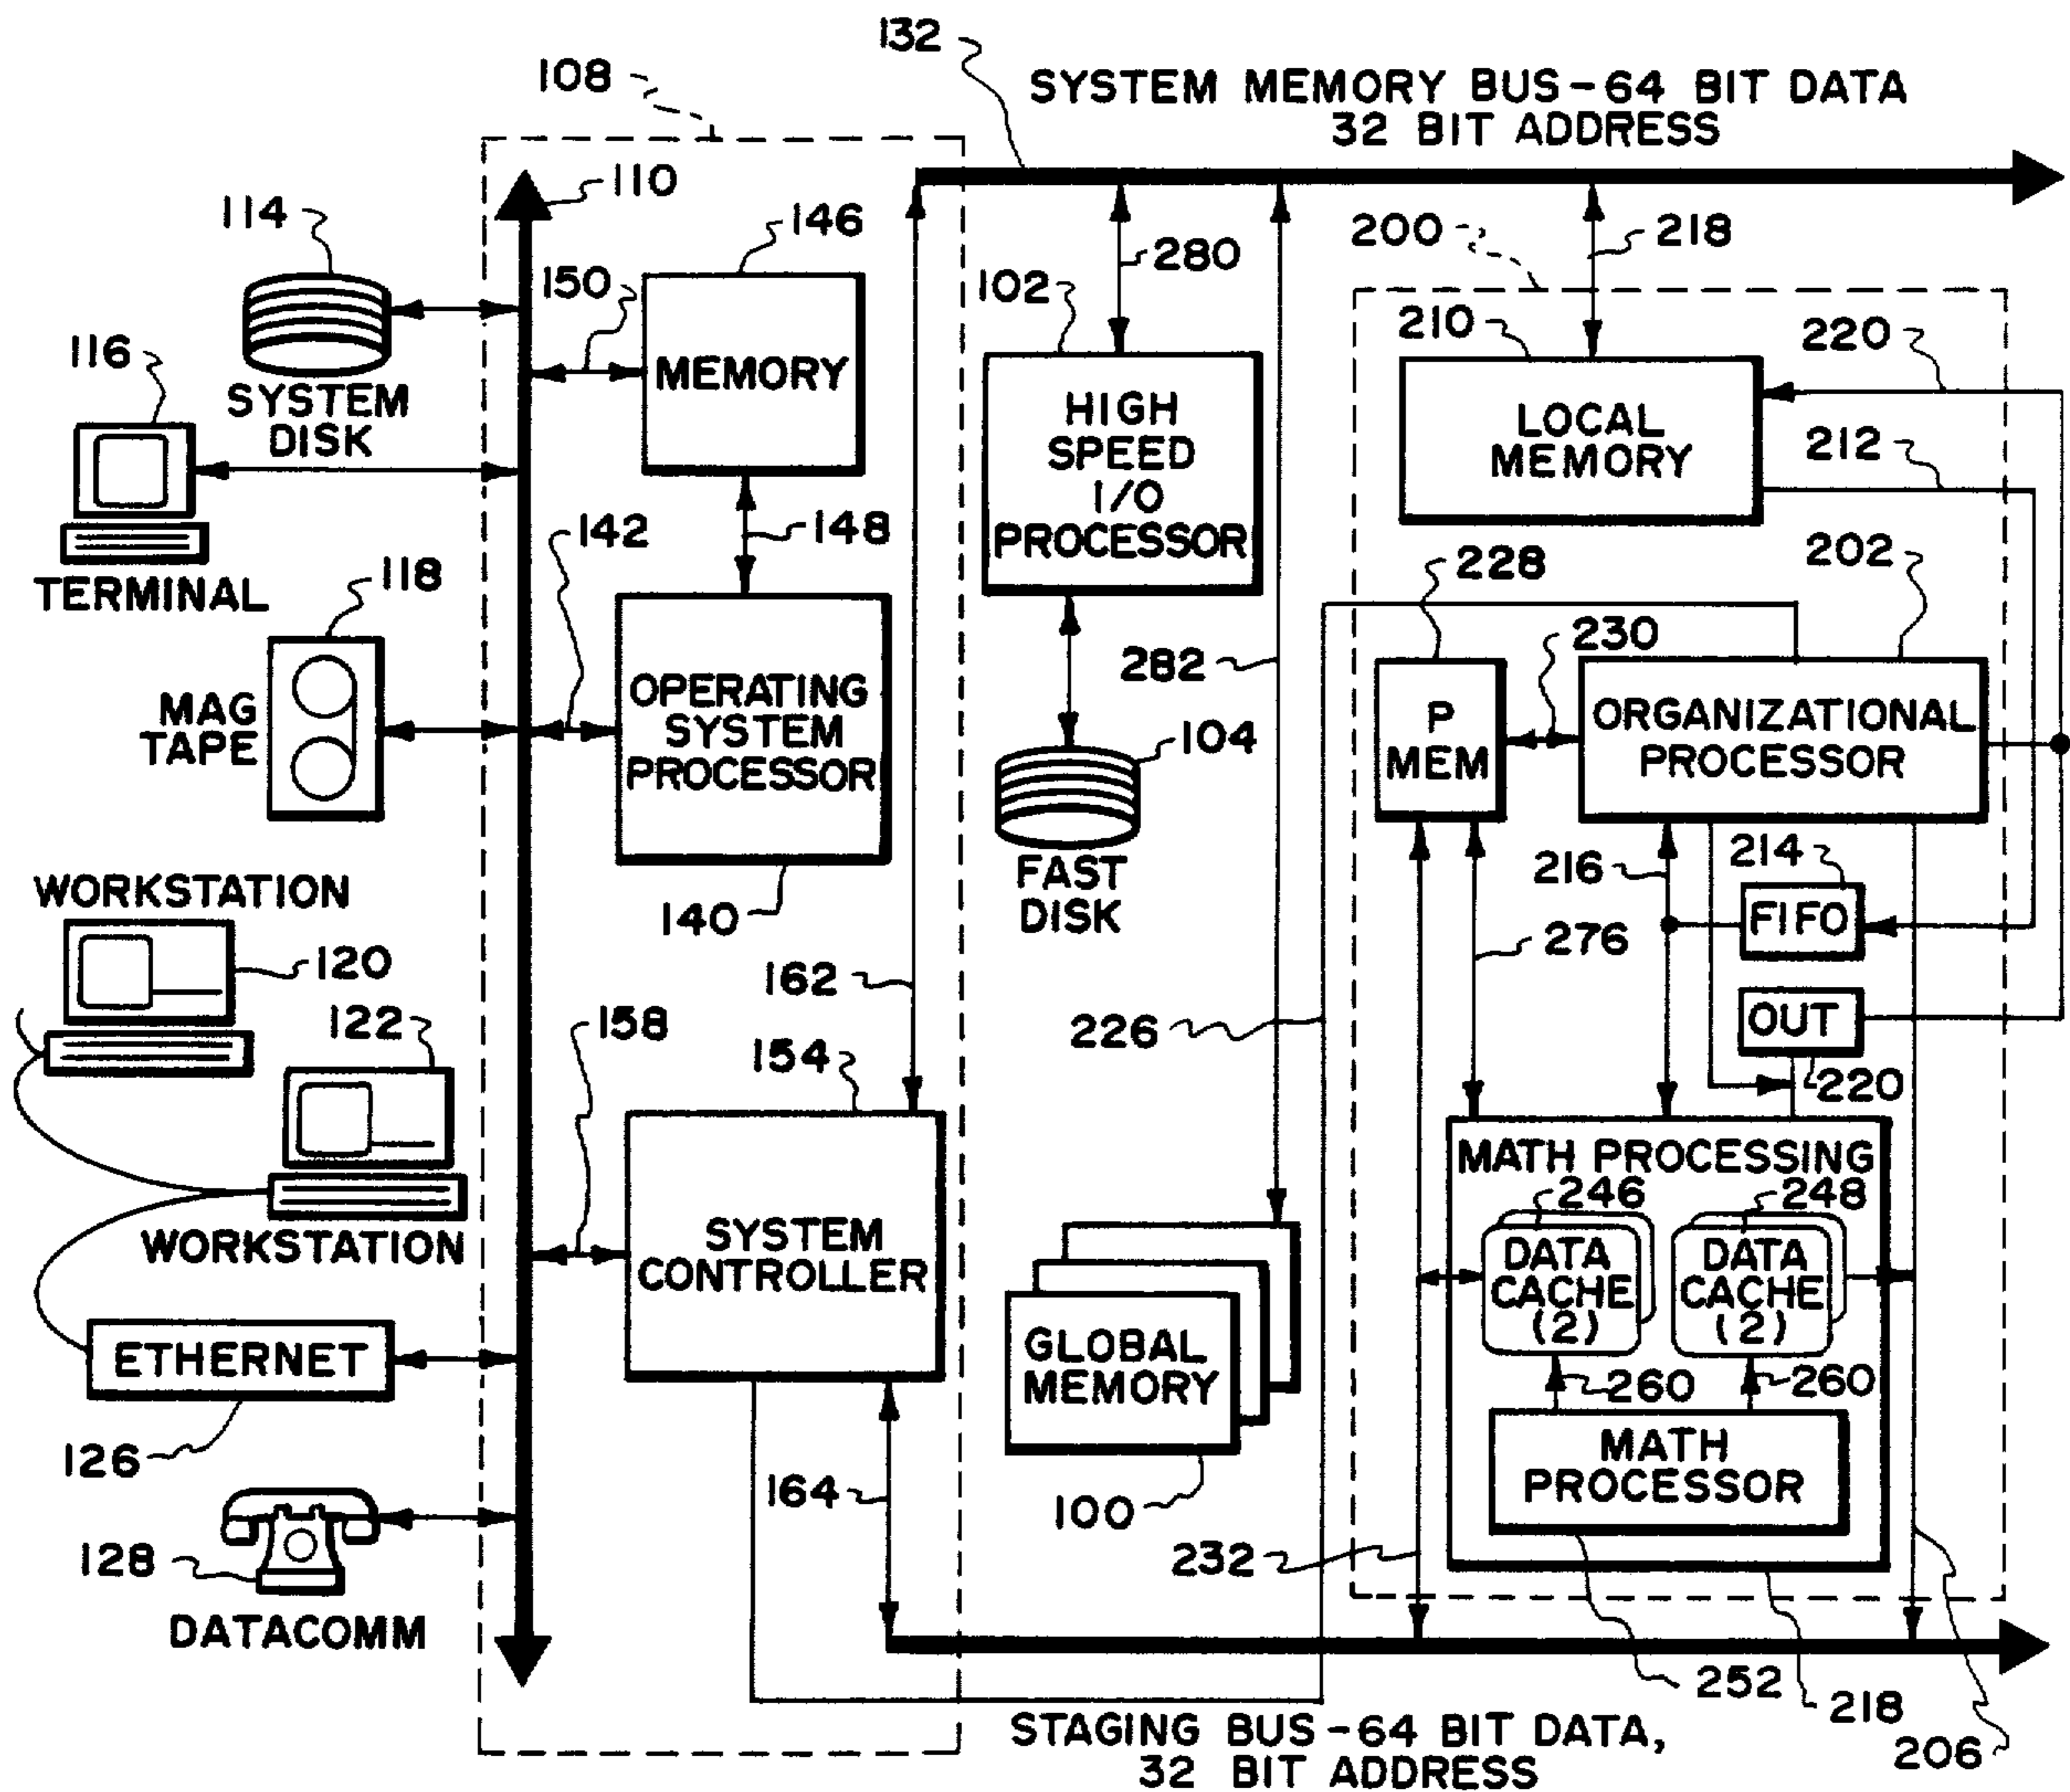 132
108
SYSTEM MEMORY BUS-64 BIT DATA
32 BIT ADDRESS
110
114
146
200
218
280
150
102
210
220
116
MEMORY
SYSTEM
DISK
HIGH
SPEED
I/O
PROCESSOR
LOCAL
MEMORY
212
142
148
228
202
TERMINAL
118
230
282
MAG
TAPE
OPERATING
SYSTEM
PROCESSOR
P
MEM
ORGANIZATIONAL
PROCESSOR
104
FAST
DISK
216
214
FIFO
WORKSTATION
140
276
120
162
158
226
OUT
122
154
220
MATH PROCESSING
246
248
WORKSTATION
SYSTEM
CONTROLLER
DATA
CACHE
(2)
DATA
CACHE
(2)
ETHERNET
GLOBAL
MEMORY
260
260
126
MATH
PROCESSOR
164
100
128
232
DATACOMM
252
218
206
STAGING BUS-64 BIT DATA,
32 BIT ADDRESS